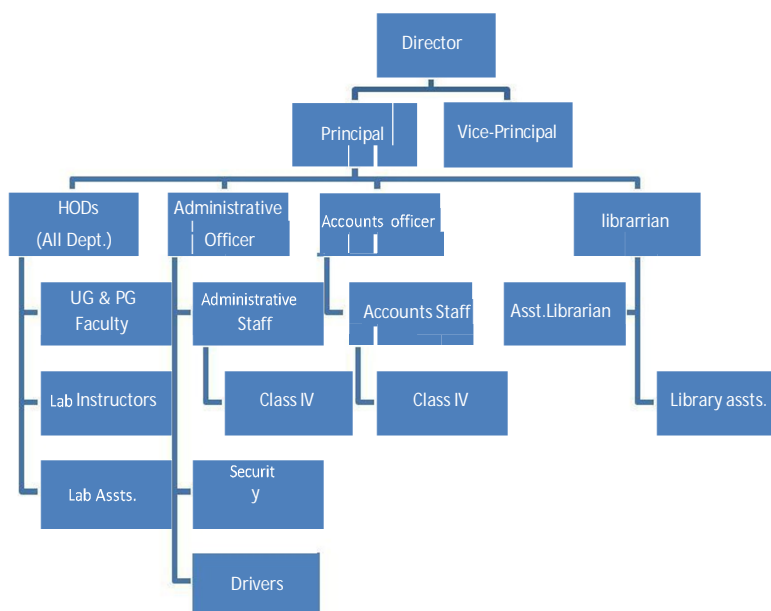 Director
Principal
Vice-Principal
HODs
(All Dept.)
Administrative
Officer
Accounts officer
librarrian
UG & PG
Faculty
Administrative
Staff
Accounts Staff
Asst.Librarian
Lab Instructors
Class IV
Class IV
Library assts.
Lab Assts.
Securit
y
Drivers